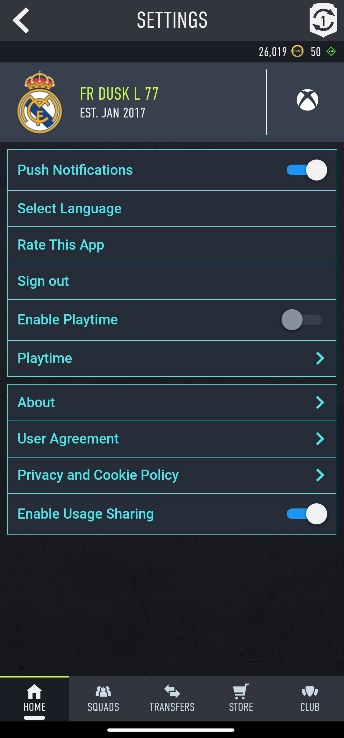 SETTINGS
1
26,019 50
FR DUSK L 77
EST. JAN 2017
Push Notifications
Select Language
Rate This App
Sign out
Enable Playtime
Playtime
About
User Agreement
Privacy and Cookie Policy
Enable Usage Sharing
HOME SQUADS TRANSFERS STORE CLUB